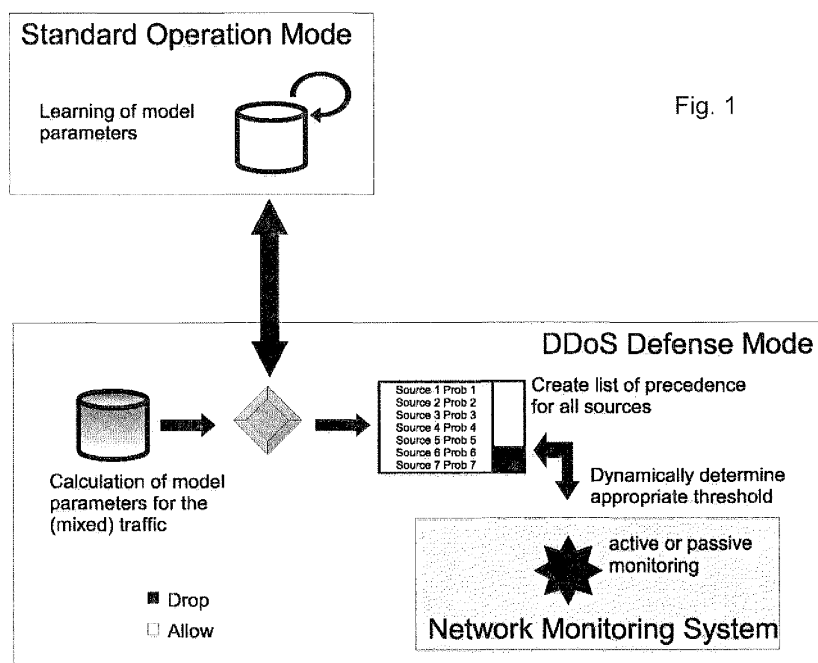 Standard Operation Mode
Learning of model
parameters
Fig. 1
DDoS Defense Mode
Source 1 Prob 1
Source 2 Prob 2
Source 3 Prob 3
Source 4 Prob 4
Source 5 Prob 5
Source 6 Prob 6
Source 7 Prob 7
Create list of precedence
for all sources
Calculation of model
parameters for the
(mixed) traffic
Dynamically determine
appropriate threshold
active or passive
monitoring
Network Monitoring System
Drop
Allow